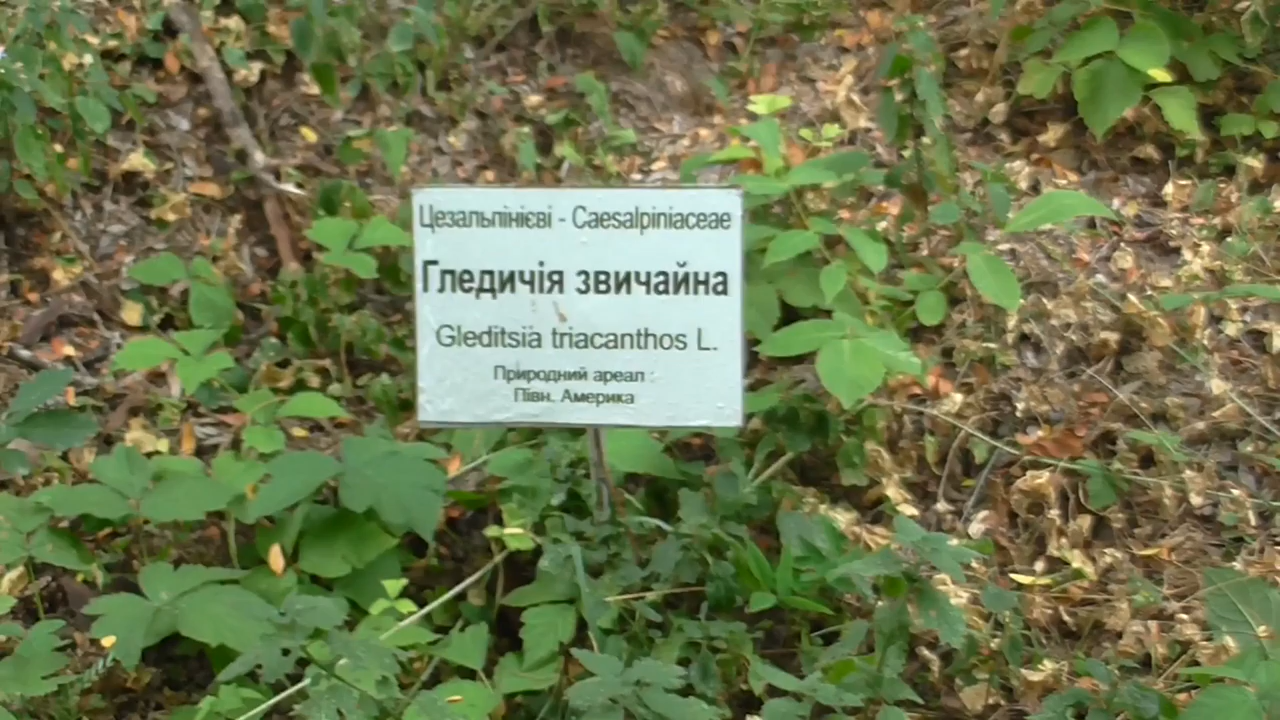 Цезальпінієві - Caesalpiniaceae
Гледичія звичайна
Gleditsia triacanthos L.
Природний ареал :
Півн. Америка